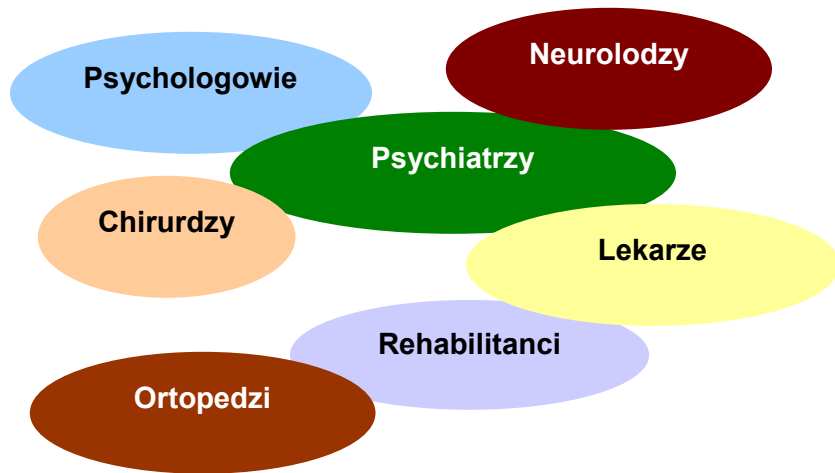 Neurolodzy
Psychologowie
Psychiatrzy
Chirurdzy
Lekarze
Rehabilitanci
Ortopedzi